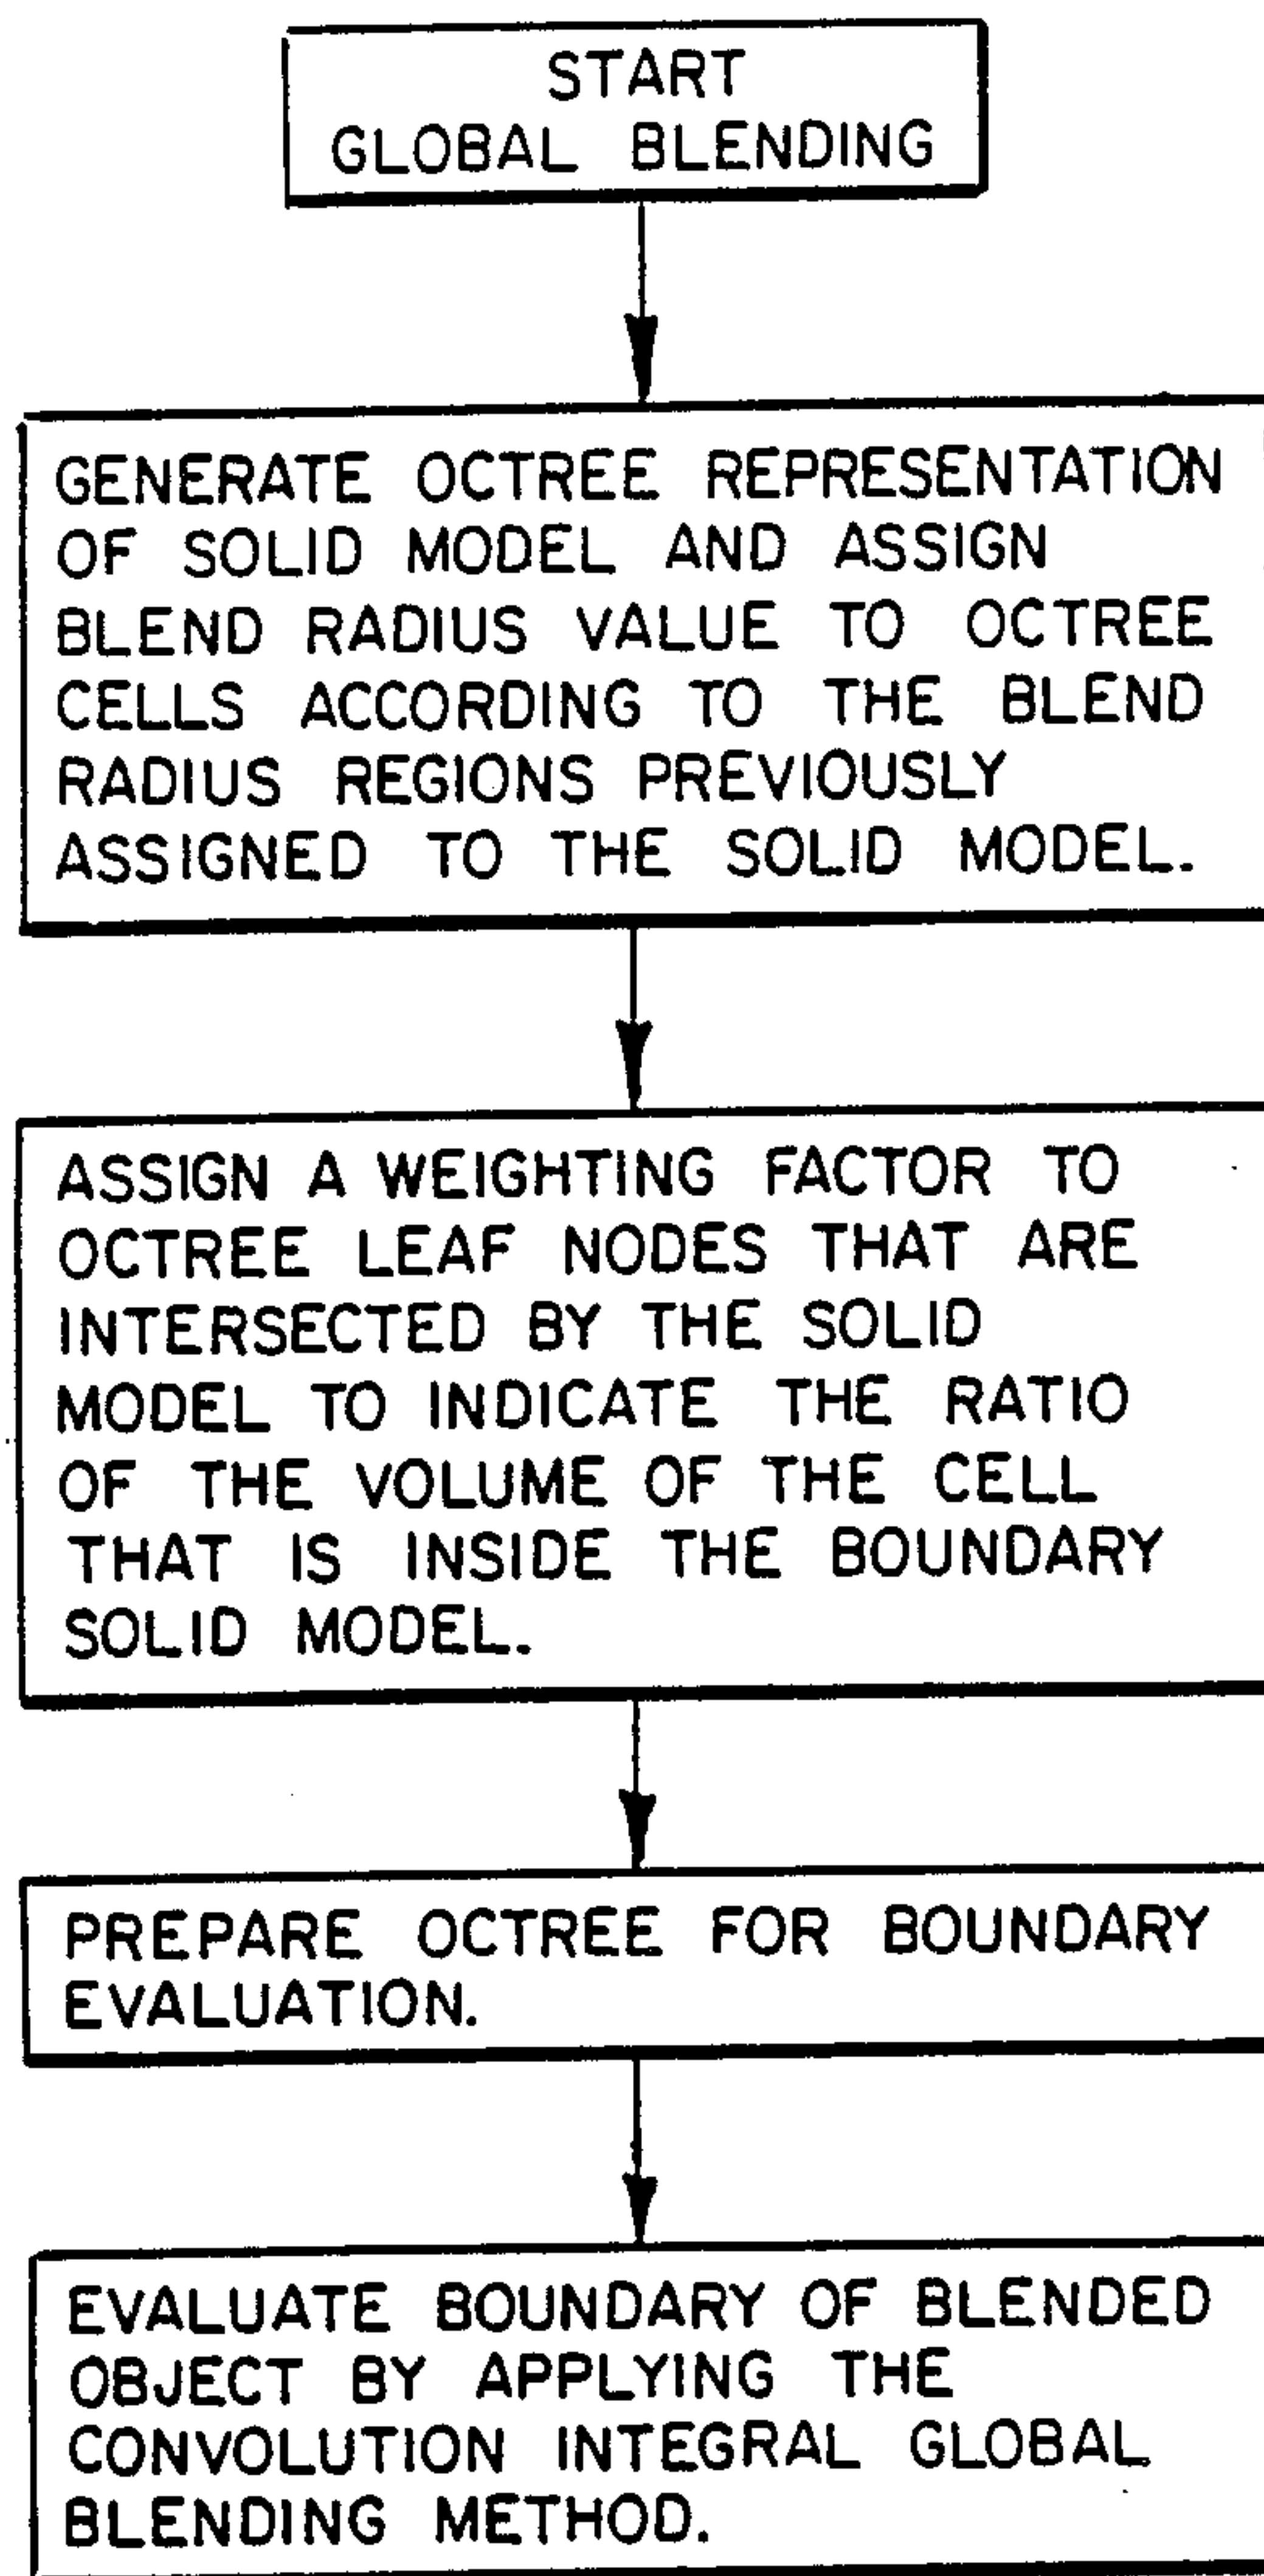 START
GLOBAL BLENDING
GENERATE OCTREE REPRESENTATION
OF SOLID MODEL AND ASSIGN
BLEND RADIUS VALUE TO OCTREE
CELLS ACCORDING TO THE BLEND
RADIUS REGIONS PREVIOUSLY
ASSIGNED TO THE SOLID MODEL.
ASSIGN A WEIGHTING FACTOR TO
OCTREE LEAF NODES THAT ARE
INTERSECTED BY THE SOLID
MODEL TO INDICATE THE RATIO
OF THE VOLUME OF THE CELL
THAT IS INSIDE THE BOUNDARY
SOLID MODEL.
PREPARE OCTREE FOR BOUNDARY
EVALUATION.
EVALUATE BOUNDARY OF BLENDED
OBJECT BY APPLYING THE
CONVOLUTION INTEGRAL GLOBAL
BLENDING METHOD.